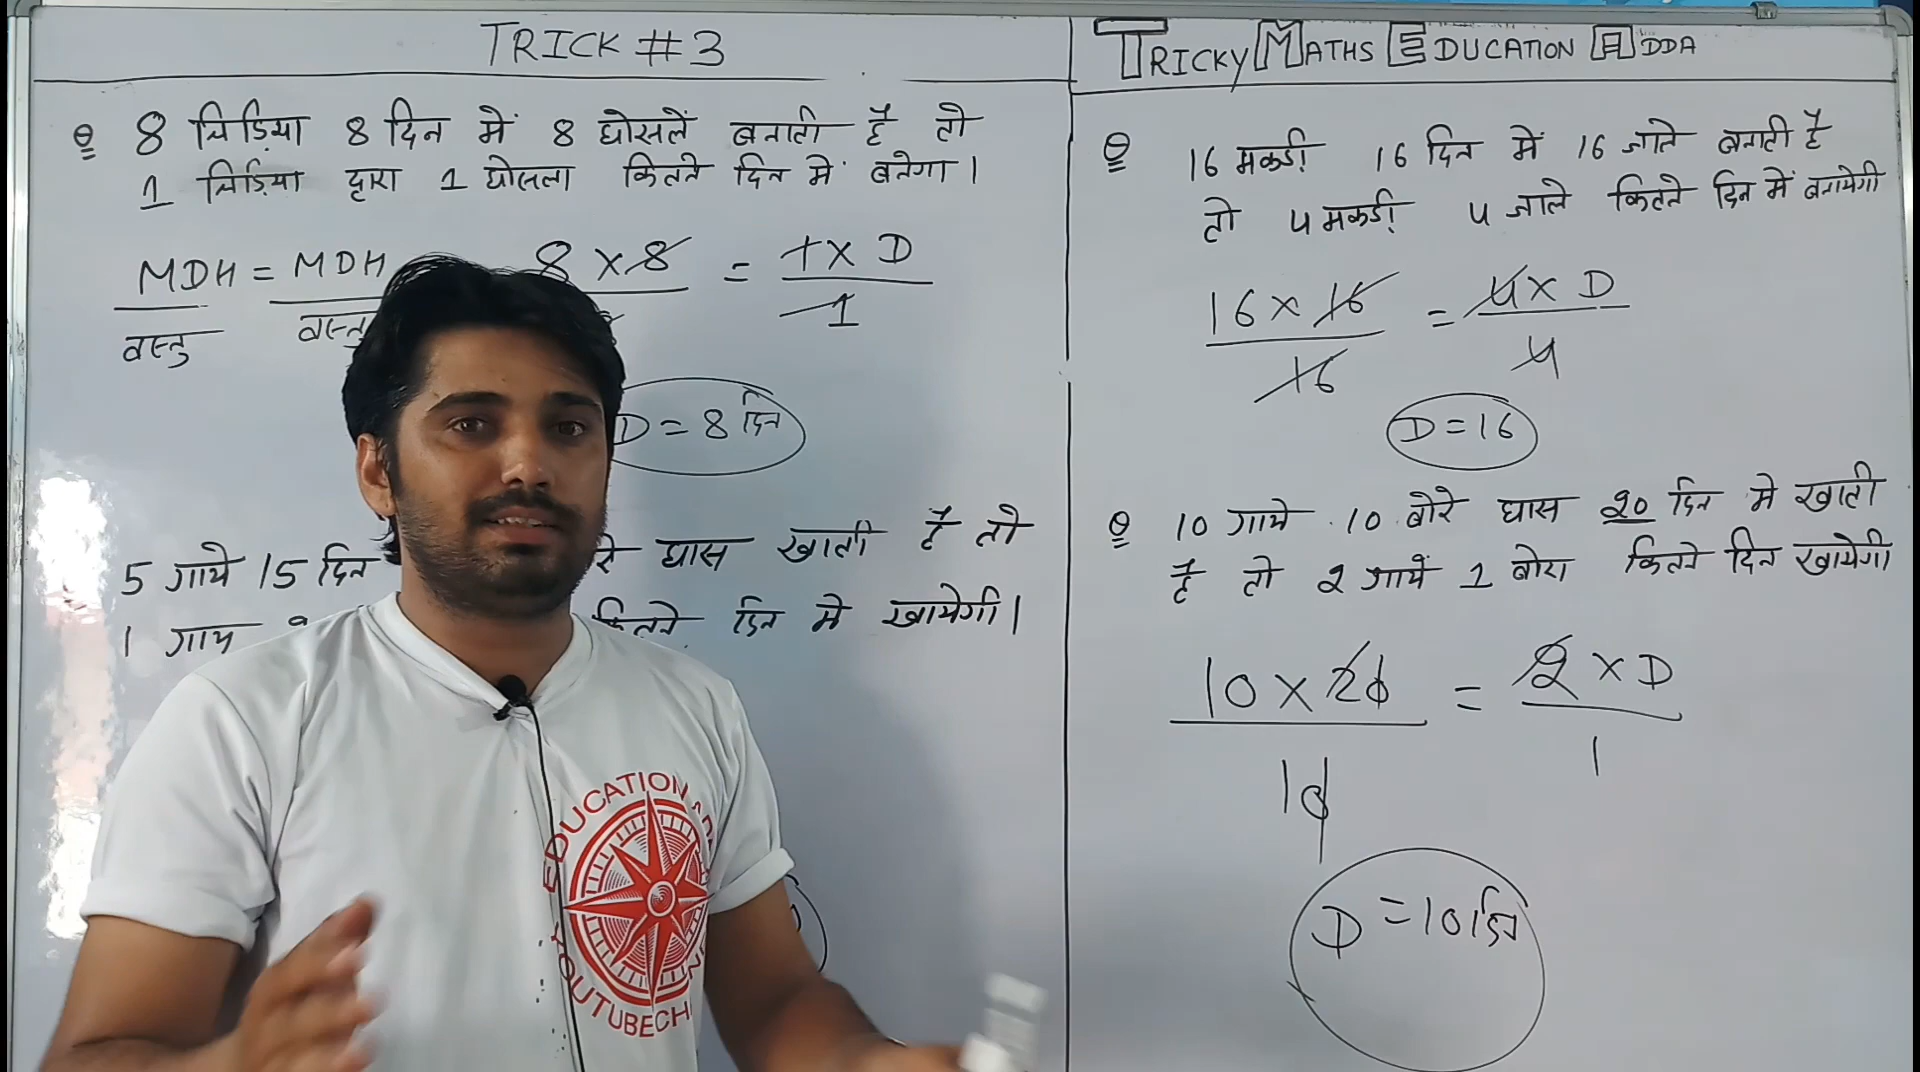 TRICK #3
θ 8 चिड़िया 8 दिन में 8 घोसलें बनाती है तो
1 चिड़िया द्वारा 1 घोसला कितने दिन में बनेगा।
MDH = MDH
वस्तु वस्तु
8 × 8 = 1 × D
1
D = 8 दिन
5 गाये 15 दिन रे घास खाती है तो
1 गाय कितने दिन में खायेगी।
TRICKY MATHS EDUCATION ADDA
θ 16 मकड़ी 16 दिन में 16 जाले बनाती है
तो 4 मकड़ी 4 जाले कितने दिन में बनायेगी
16 × 16 = 4 × D
16 4
D = 16
θ 10 गाये 10 बोरे घास 20 दिन मे खाती
है तो 2 गायें 1 बोरा कितने दिन खायेगी
10 × 20 = 2 × D
10 1
D = 10 दिन
EDUCATION
YOUTUBE CH